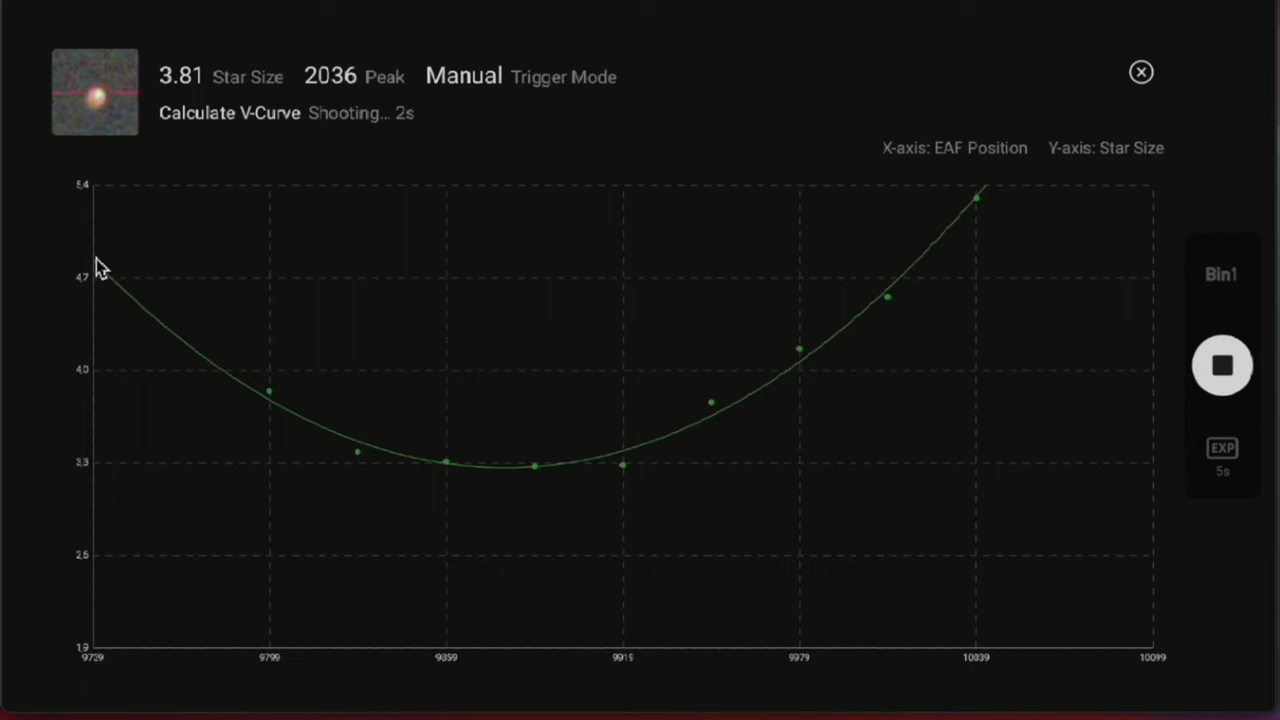 3.81 Star Size 2036 Peak Manual Trigger Mode
Calculate V-Curve Shooting... 2s
X-axis: EAF Position Y-axis: Star Size
5,4
4,7
4,0
3,3
2,6
1,9
9739 9799 9859 9919 9979 10039 10099
Bin1
EXP
5s